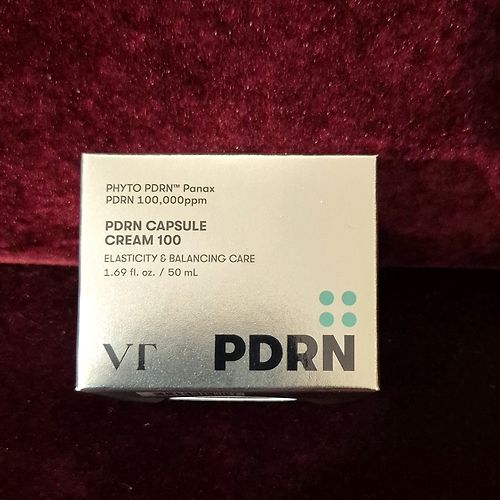 PHYTO PDRN™ Panax
PDRN 100,000ppm
PDRN CAPSULE
CREAM 100
ELASTICITY & BALANCING CARE
1.69 fl. oz. / 50 mL
VT
PDRN